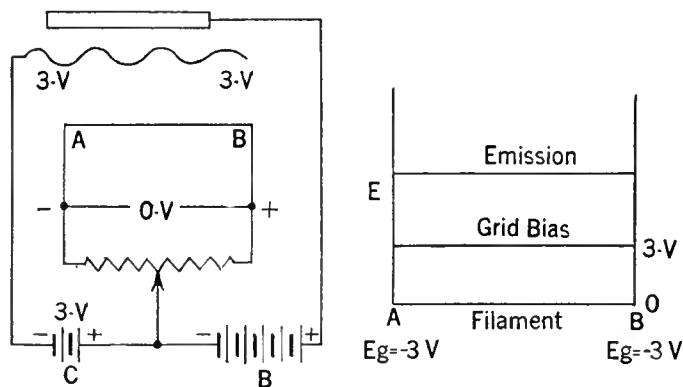 3-V 3-V
A B
- 0-V +
3-V
- + - +
C B
Emission
E
Grid Bias
3-V
0
A Filament B
Eg=-3 V Eg=-3 V